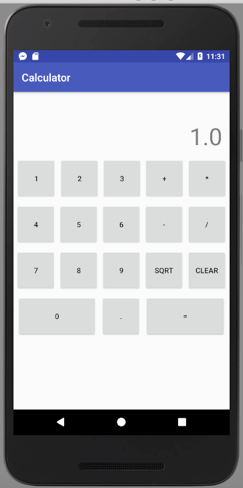 11:31
Calculator
1.0
1 2 3 + *
4 5 6 - /
7 8 9 SQRT CLEAR
0 . =